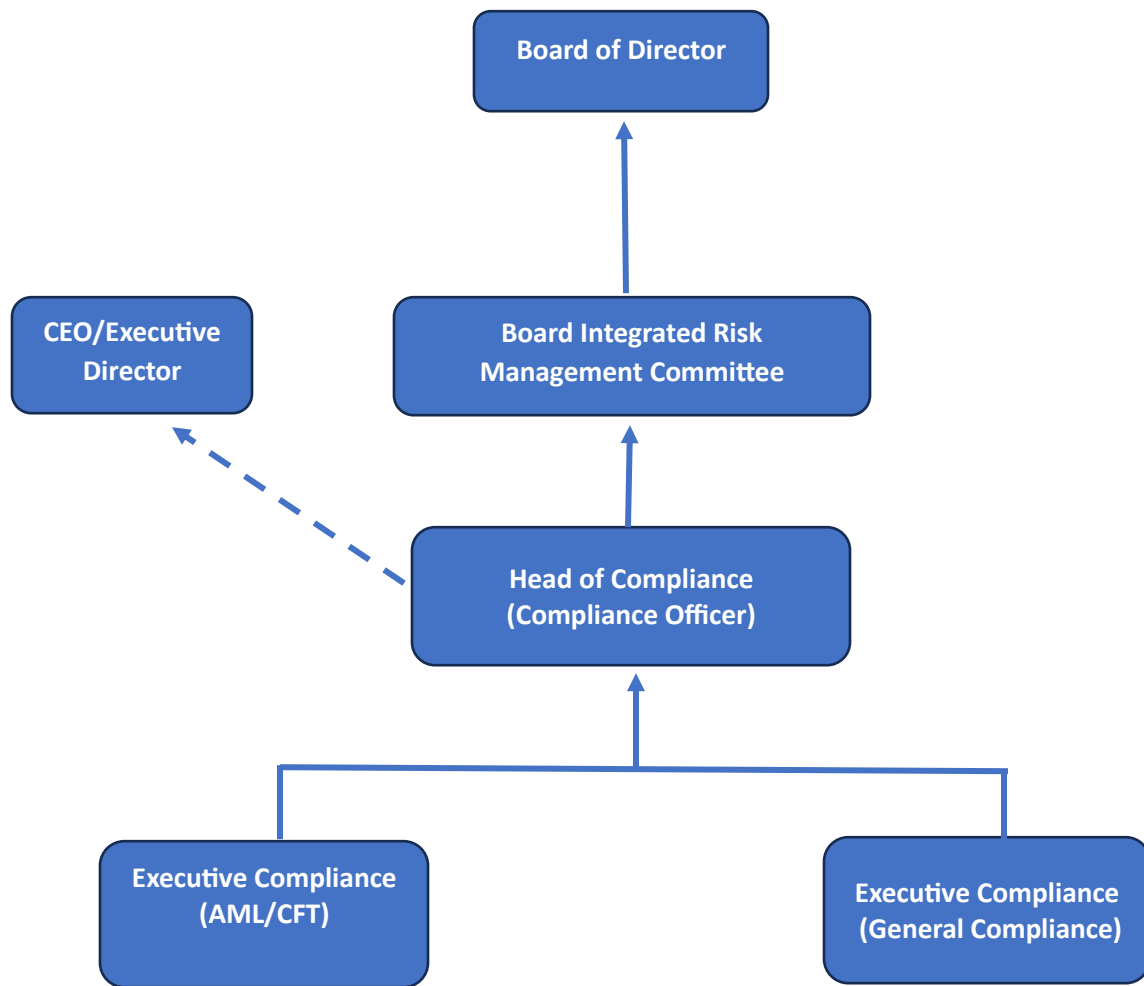 Board of Director
CEO/Executive
Director
Board Integrated Risk
Management Committee
Head of Compliance
(Compliance Officer)
Executive Compliance
(AML/CFT)
Executive Compliance
(General Compliance)